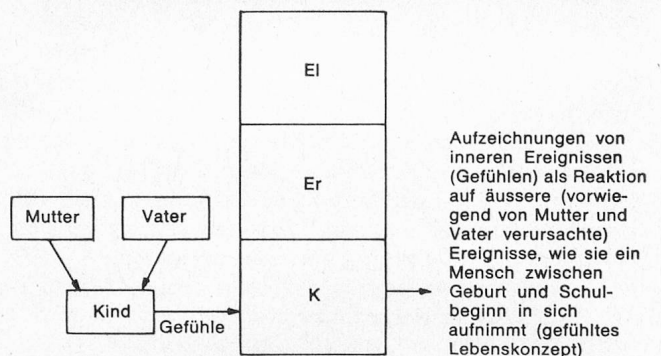 El
Er
K
Mutter
Vater
Kind
Gefühle
Aufzeichnungen von
inneren Ereignissen
(Gefühlen) als Reaktion
auf äussere (vorwie-
gend von Mutter und
Vater verursachte)
Ereignisse, wie sie ein
Mensch zwischen
Geburt und Schul-
beginn in sich
aufnimmt (gefühltes
Lebenskonzept)